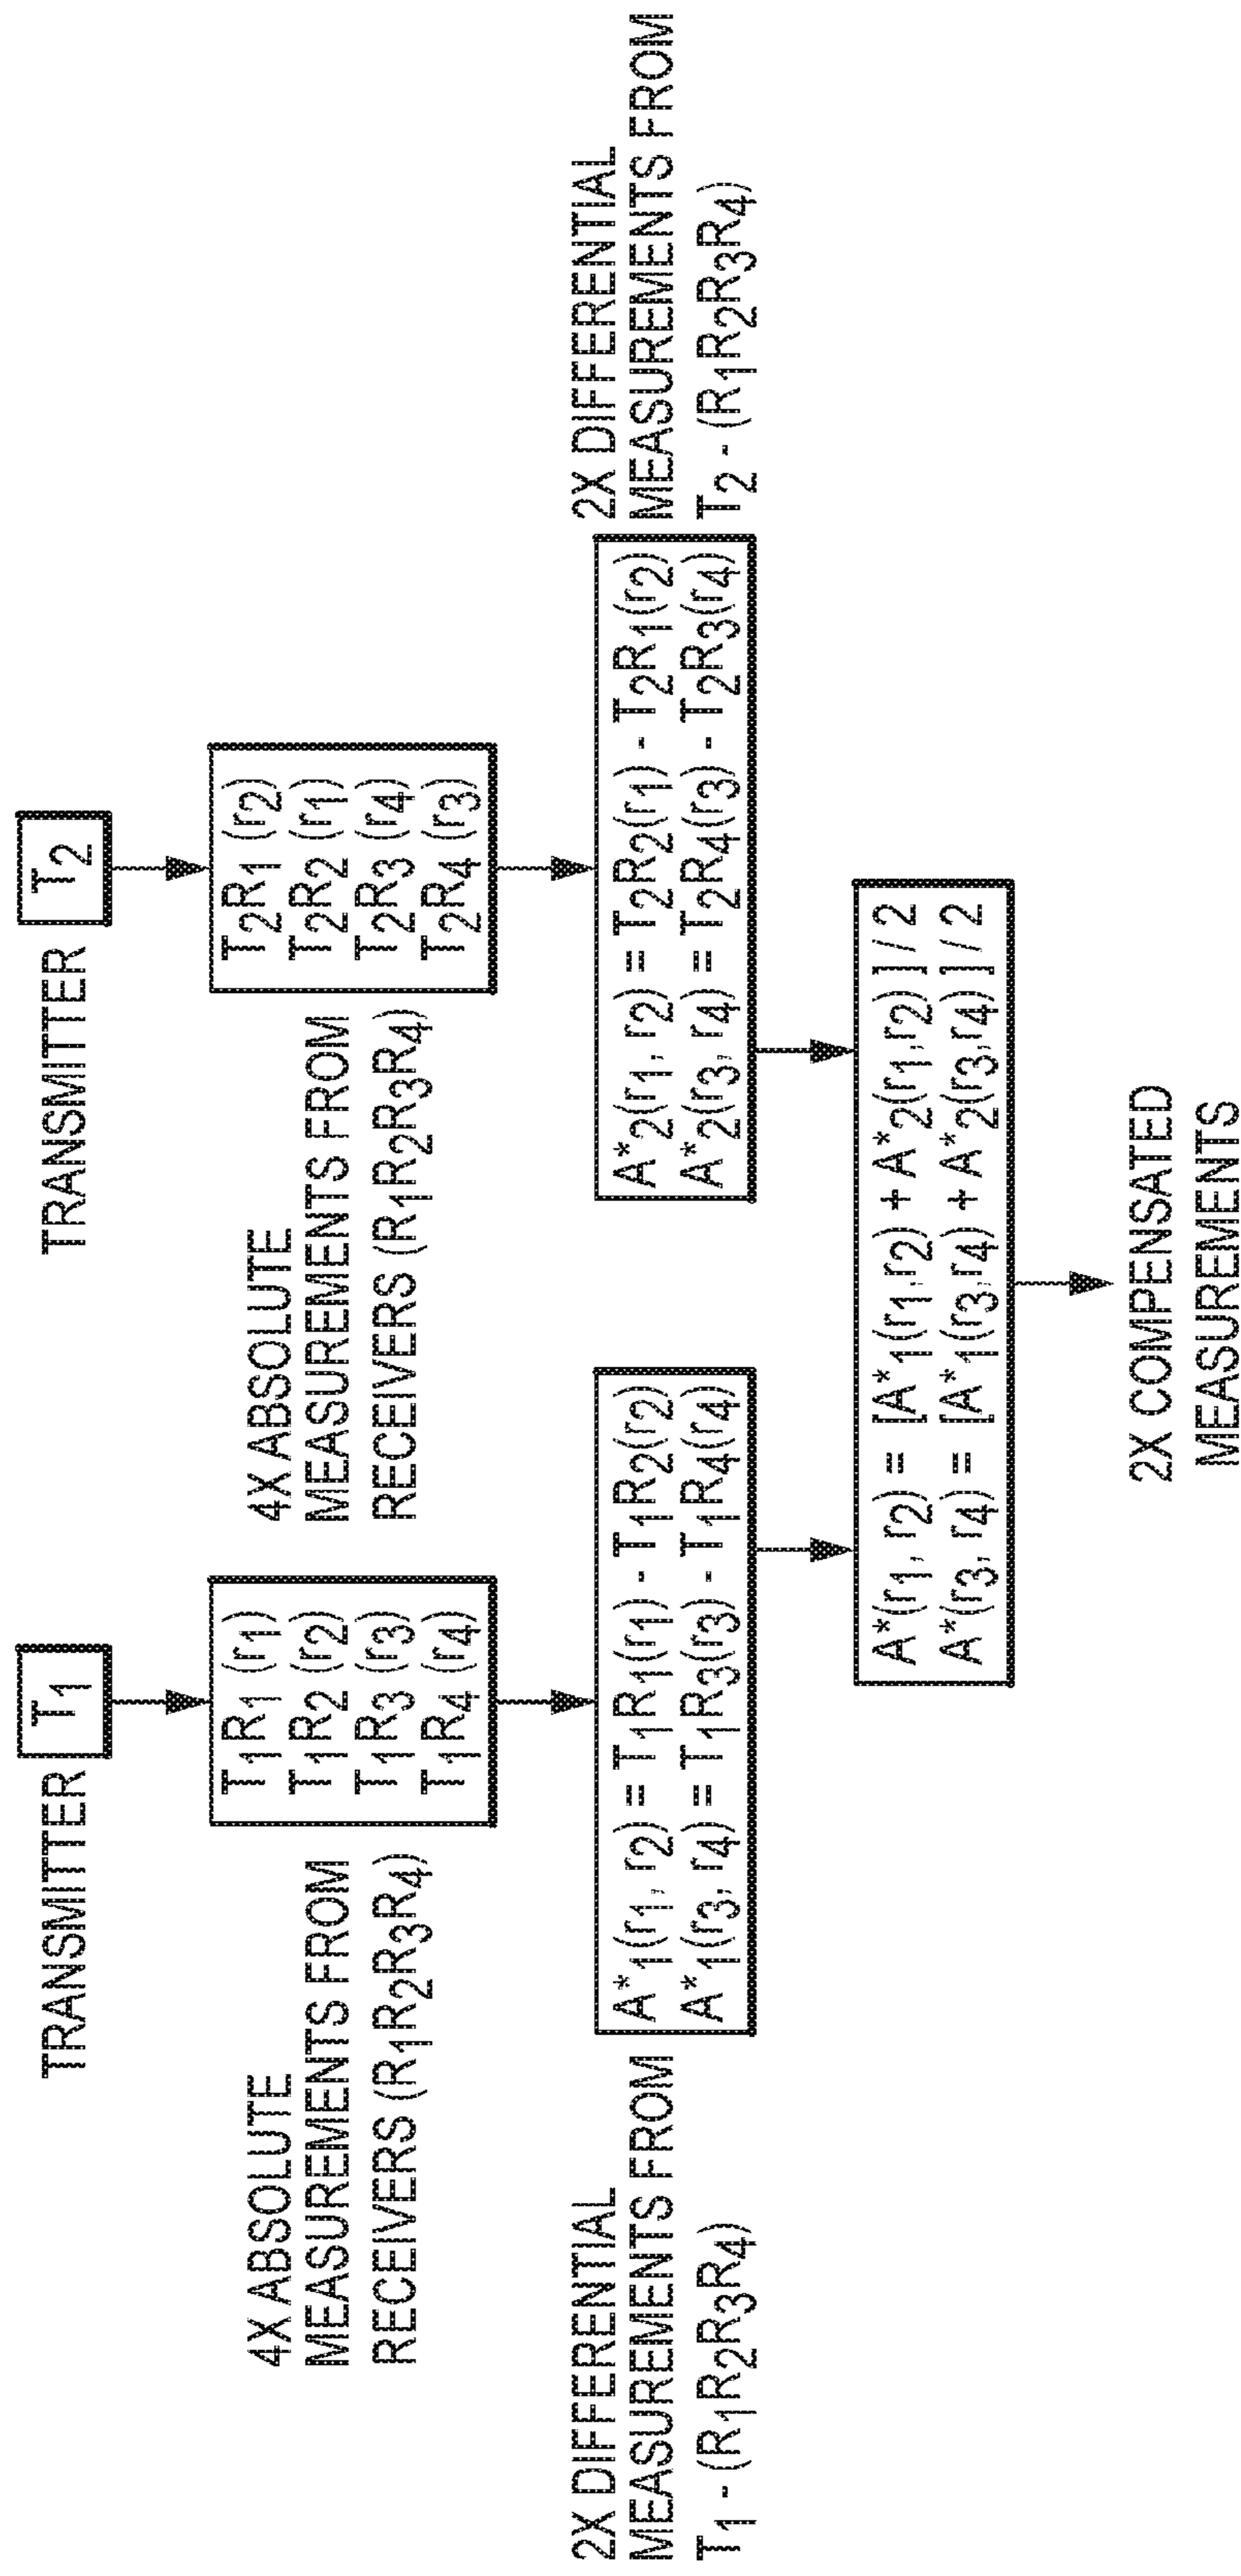 TRANSMITTER
T₁
TRANSMITTER
T₂
4X ABSOLUTE
MEASUREMENTS FROM
RECEIVERS (R₁R₂R₃R₄)
T₁R₁ (r₁)
T₁R₂ (r₂)
T₁R₃ (r₃)
T₁R₄ (r₄)
4X ABSOLUTE
MEASUREMENTS FROM
RECEIVERS (R₁R₂R₃R₄)
T₂R₁ (r₂)
T₂R₂ (r₁)
T₂R₃ (r₄)
T₂R₄ (r₃)
2X DIFFERENTIAL
MEASUREMENTS FROM
T₁ - (R₁R₂R₃R₄)
A*₁(r₁, r₂) = T₁R₁(r₁) - T₁R₂(r₂)
A*₁(r₃, r₄) = T₁R₃(r₃) - T₁R₄(r₄)
A*₂(r₁, r₂) = T₂R₂(r₁) - T₂R₁(r₂)
A*₂(r₃, r₄) = T₂R₄(r₃) - T₂R₃(r₄)
2X DIFFERENTIAL
MEASUREMENTS FROM
T₂ - (R₁R₂R₃R₄)
A*(r₁, r₂) = [A*₁(r₁,r₂) + A*₂(r₁,r₂) ] / 2
A*(r₃, r₄) = [A*₁(r₃,r₄) + A*₂(r₃,r₄) ] / 2
2X COMPENSATED
MEASUREMENTS